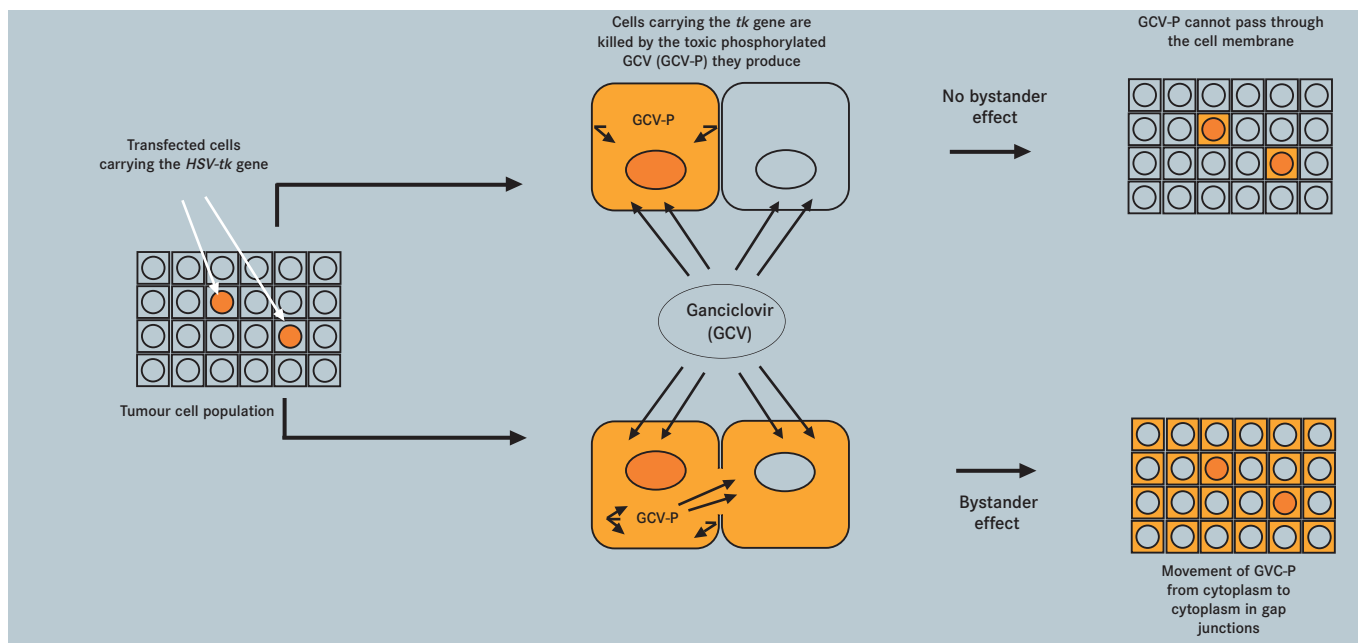 Cells carrying the tk gene are
killed by the toxic phosphorylated
GCV (GCV-P) they produce
GCV-P cannot pass through
the cell membrane
No bystander
effect
GCV-P
Transfected cells
carrying the HSV-tk gene
Ganciclovir
(GCV)
Tumour cell population
GCV-P
Bystander
effect
Movement of GVC-P
from cytoplasm to
cytoplasm in gap
junctions